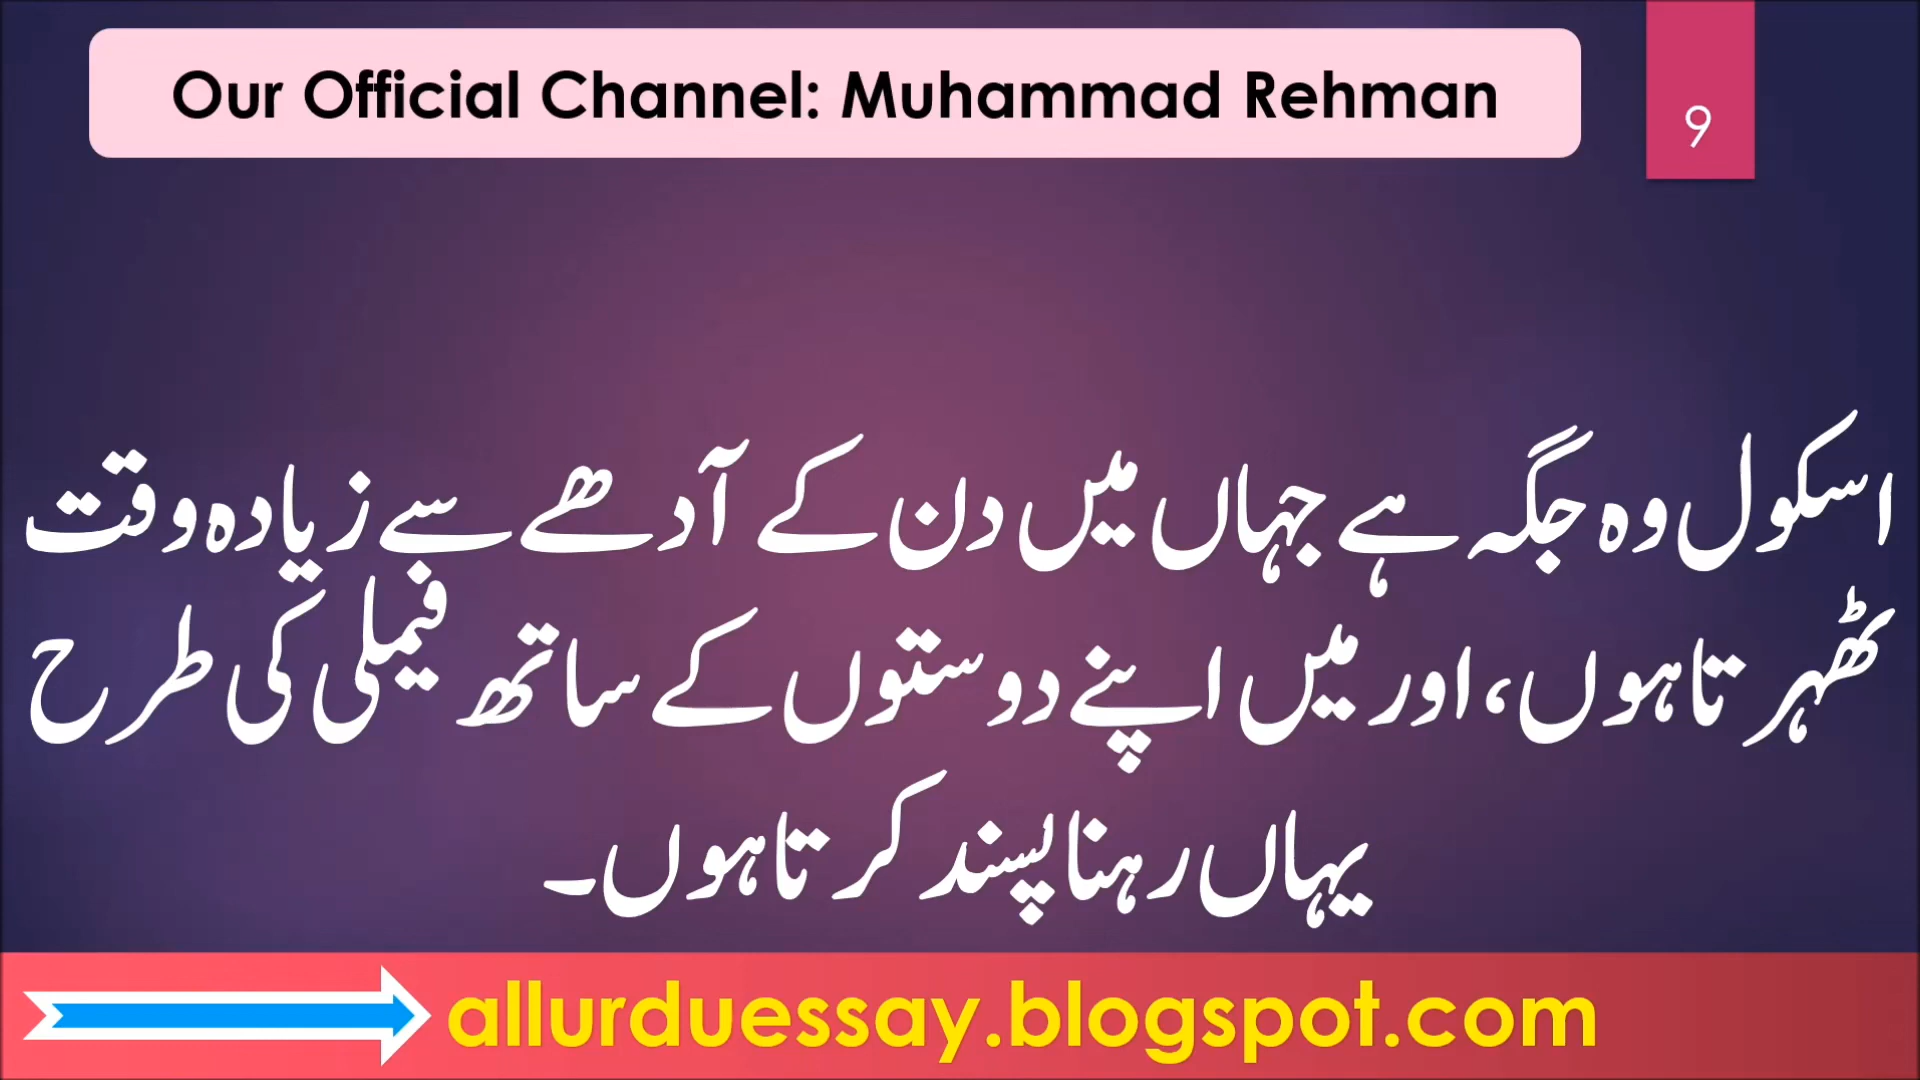 Our Official Channel: Muhammad Rehman
9
اسکول وہ جگہ ہے جہاں میں دن کے آدھے سے زیادہ وقت
ٹھہرتا ہوں، اور میں اپنے دوستوں کے ساتھ فیملی کی طرح
یہاں رہنا پسند کرتا ہوں۔
allurduessay.blogspot.com